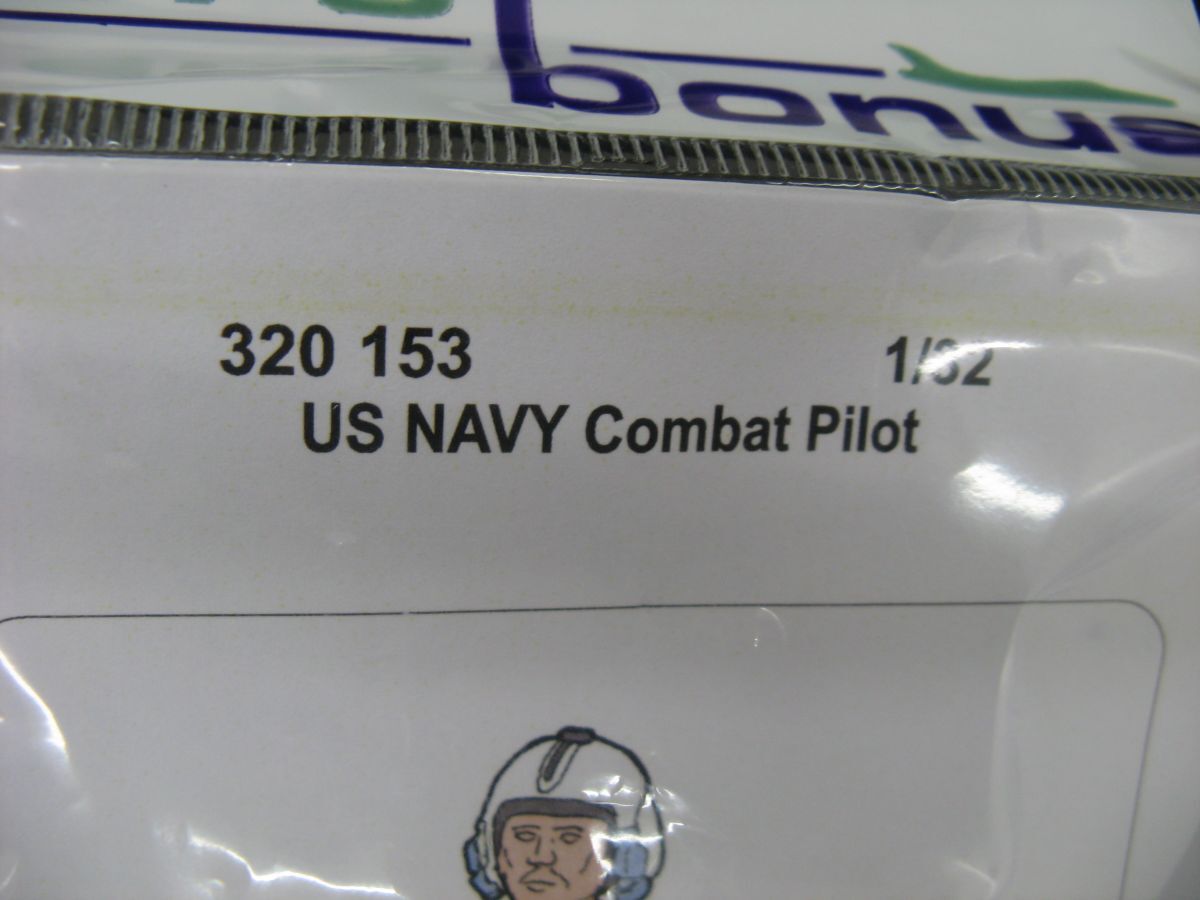 bonus
320 153 1/32
US NAVY Combat Pilot